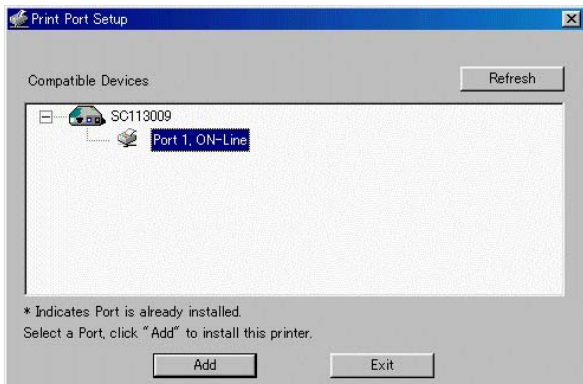 Print Port Setup
Compatible Devices
Refresh
SC113009
Port 1, ON-Line
* Indicates Port is already installed.
Select a Port, click "Add" to install this printer.
Add
Exit